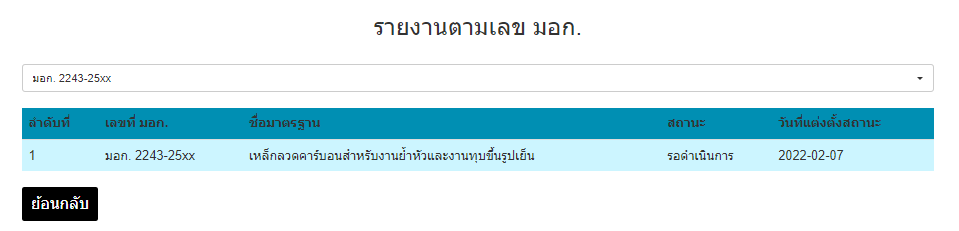 รายงานตามเลข มอก.
มอก. 2243-25xx
ลำดับที่ เลขที่ มอก. ชื่อมาตรฐาน สถานะ วันที่แต่งตั้งสถานะ
1 มอก. 2243-25xx เหล็กลวดคาร์บอนสำหรับงานย้ำหัวและงานทุบขึ้นรูปเย็น รอดำเนินการ 2022-02-07
ย้อนกลับ